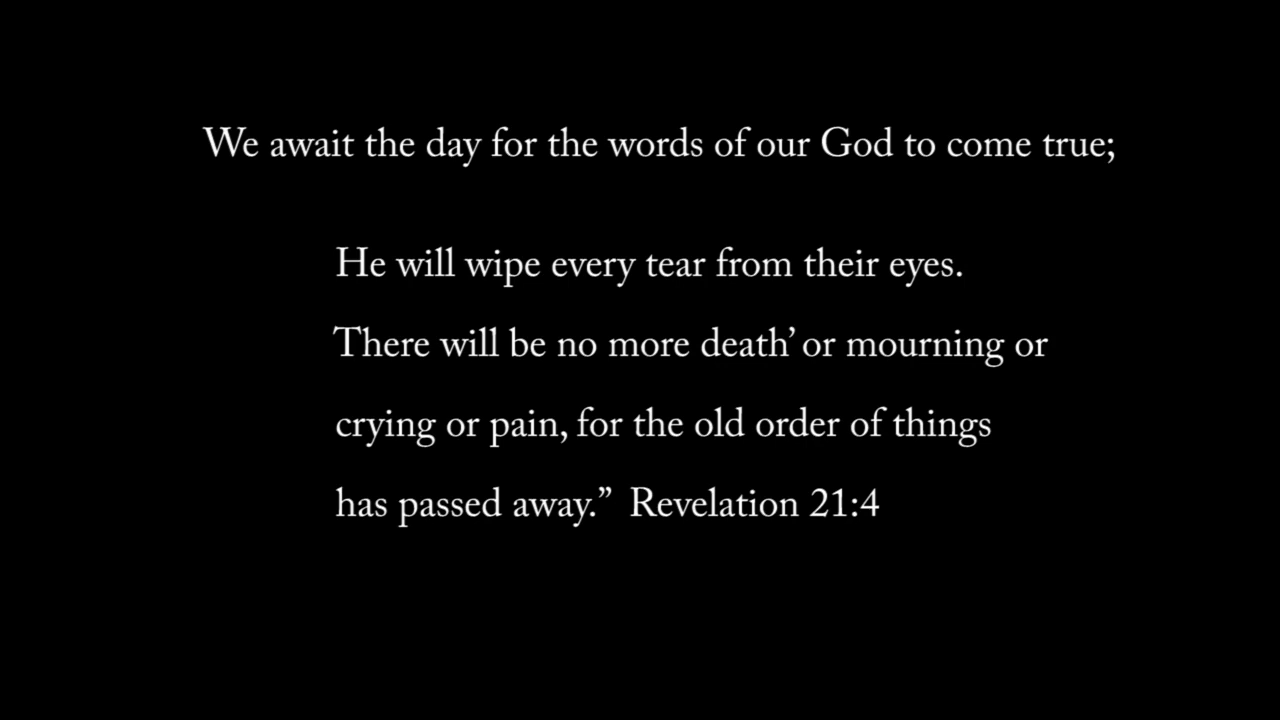 We await the day for the words of our God to come true;
He will wipe every tear from their eyes.
There will be no more death’ or mourning or
crying or pain, for the old order of things
has passed away.” Revelation 21:4